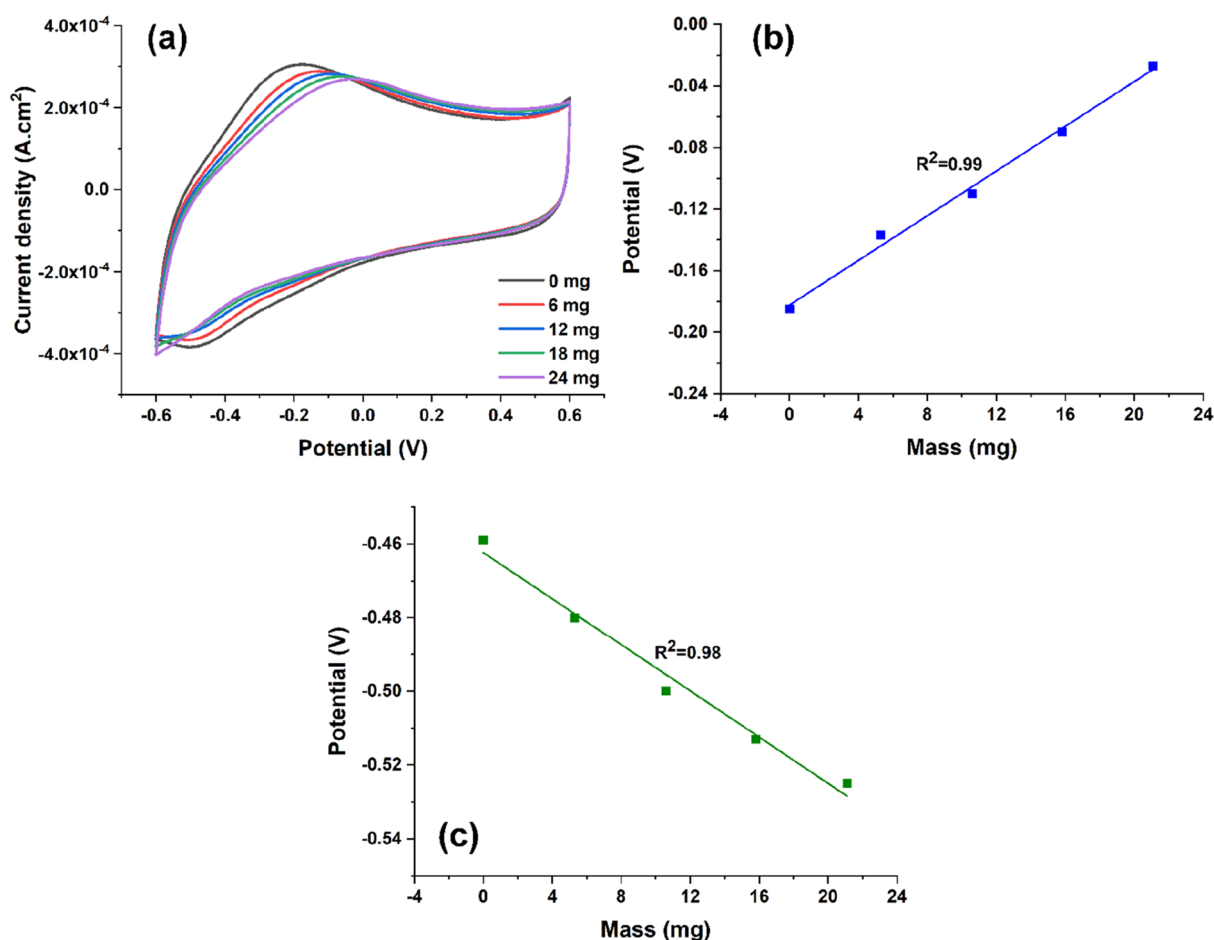 (a)
4.0x10-4
2.0x10-4
0.0
-2.0x10-4
-4.0x10-4
Current density (A.cm2)
-0.6 -0.4 -0.2 0.0 0.2 0.4 0.6
Potential (V)
0 mg
6 mg
12 mg
18 mg
24 mg
(b)
0.00
-0.04
-0.08
-0.12
-0.16
-0.20
-0.24
Potential (V)
R2=0.99
-4 0 4 8 12 16 20 24
Mass (mg)
-0.46
-0.48
-0.50
-0.52
-0.54
Potential (V)
R2=0.98
(c)
-4 0 4 8 12 16 20 24
Mass (mg)